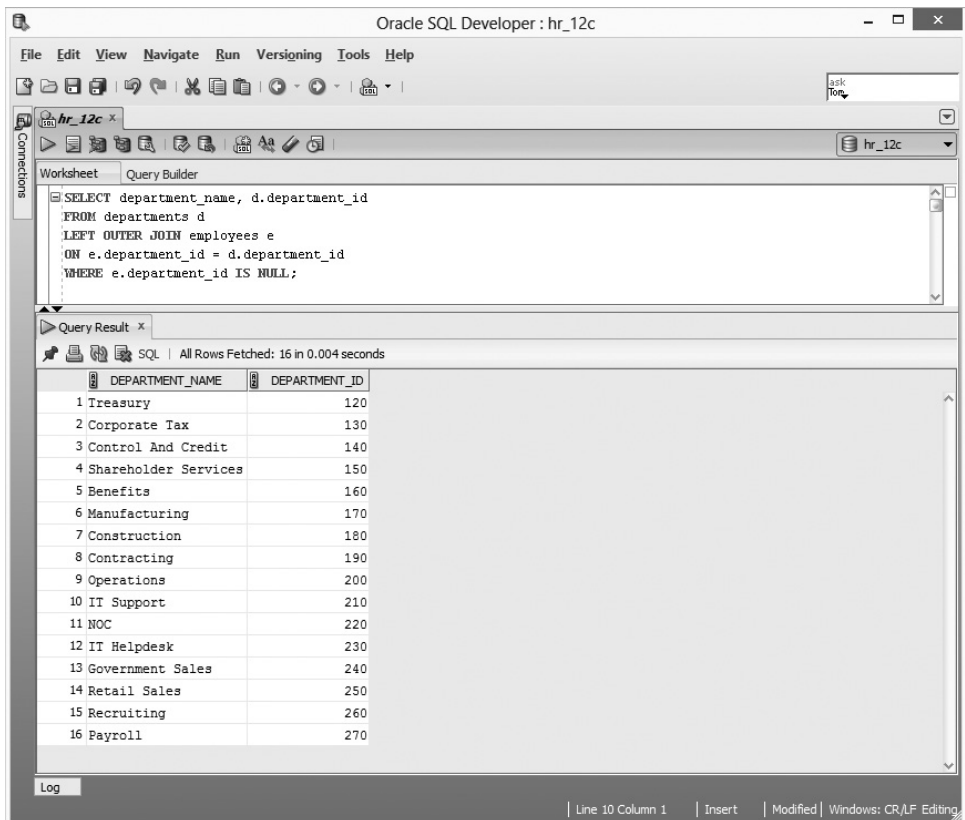 Oracle SQL Developer : hr_12c
File Edit View Navigate Run Versioning Tools Help
ask
Tom
Connections
hr_12c
hr_12c
Worksheet Query Builder
SELECT department_name, d.department_id
FROM departments d
LEFT OUTER JOIN employees e
ON e.department_id = d.department_id
WHERE e.department_id IS NULL;
Query Result x
SQL | All Rows Fetched: 16 in 0.004 seconds
DEPARTMENT_NAME DEPARTMENT_ID
1 Treasury 120
2 Corporate Tax 130
3 Control And Credit 140
4 Shareholder Services 150
5 Benefits 160
6 Manufacturing 170
7 Construction 180
8 Contracting 190
9 Operations 200
10 IT Support 210
11 NOC 220
12 IT Helpdesk 230
13 Government Sales 240
14 Retail Sales 250
15 Recruiting 260
16 Payroll 270
Log
| Line 10 Column 1 | Insert | Modified | Windows: CR/LF Editing